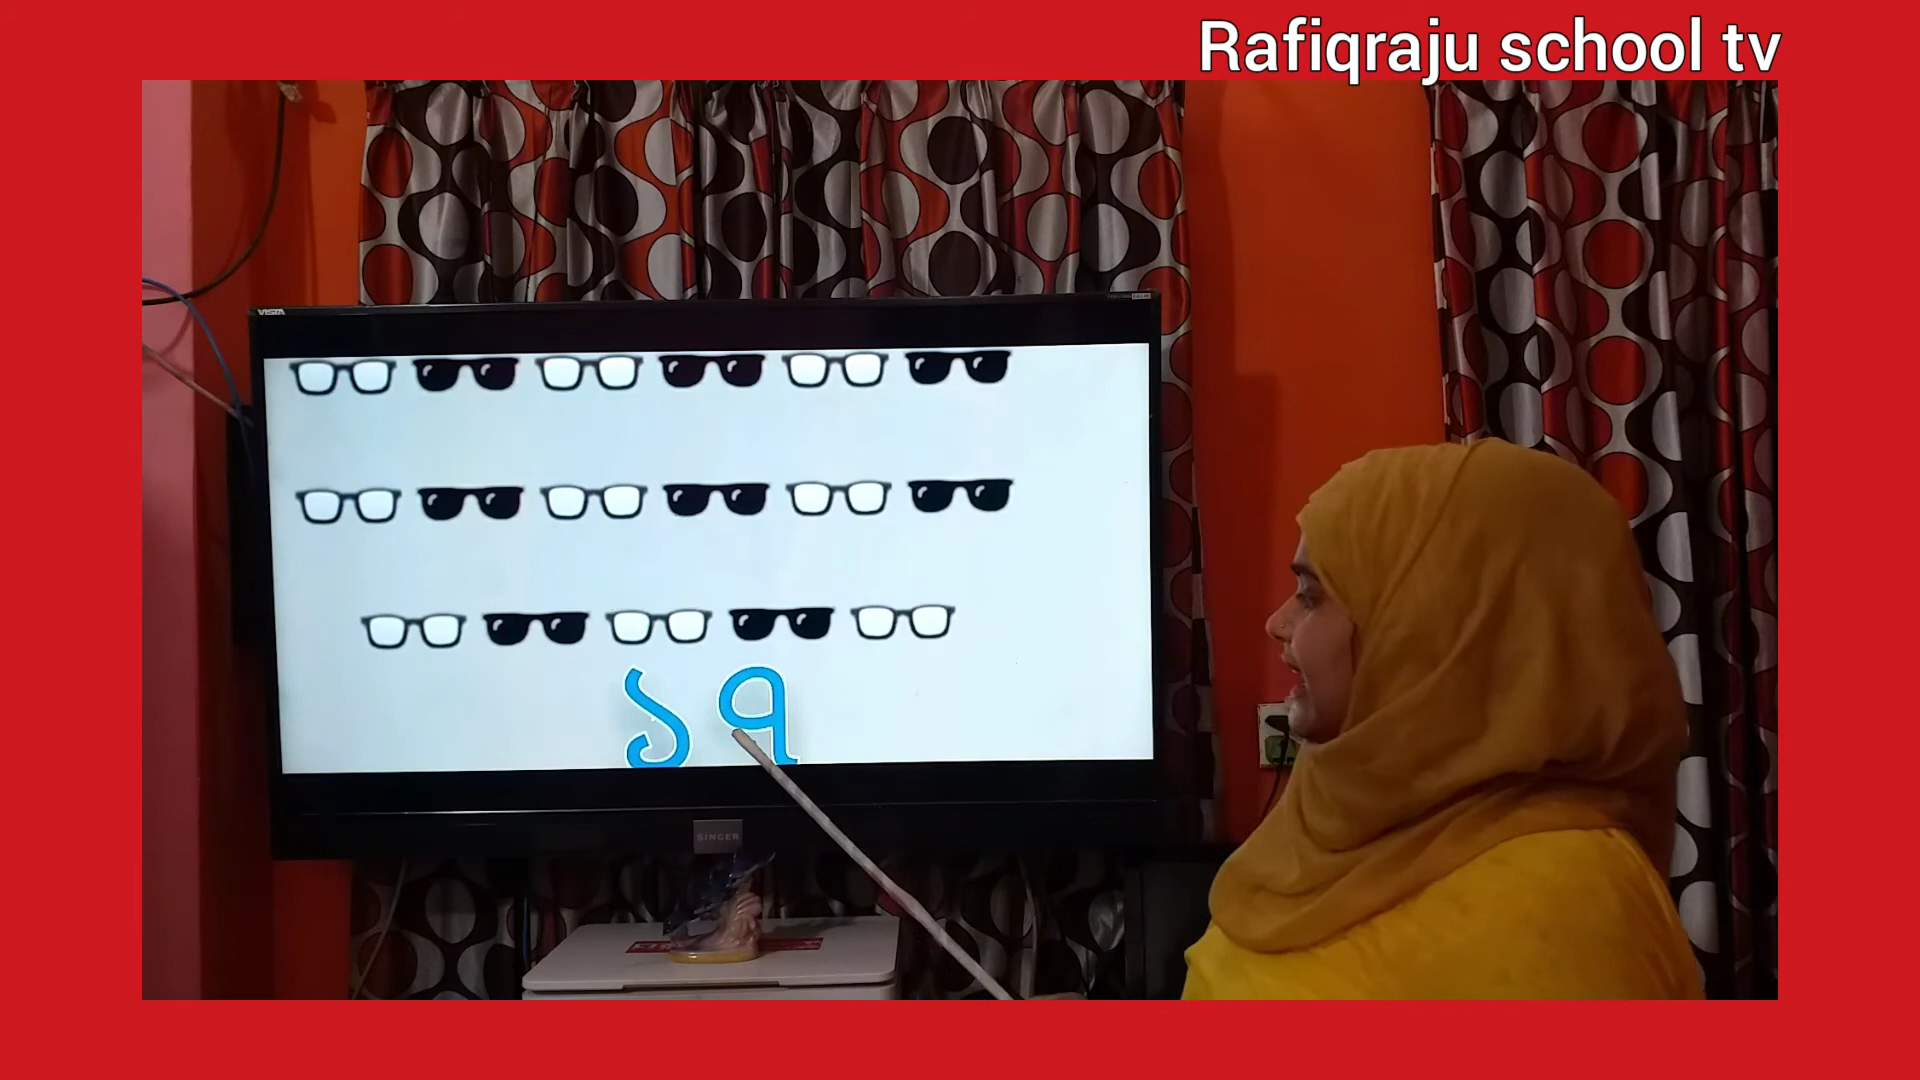 Rafiqraju school tv
VISTA
১৭
SINGER